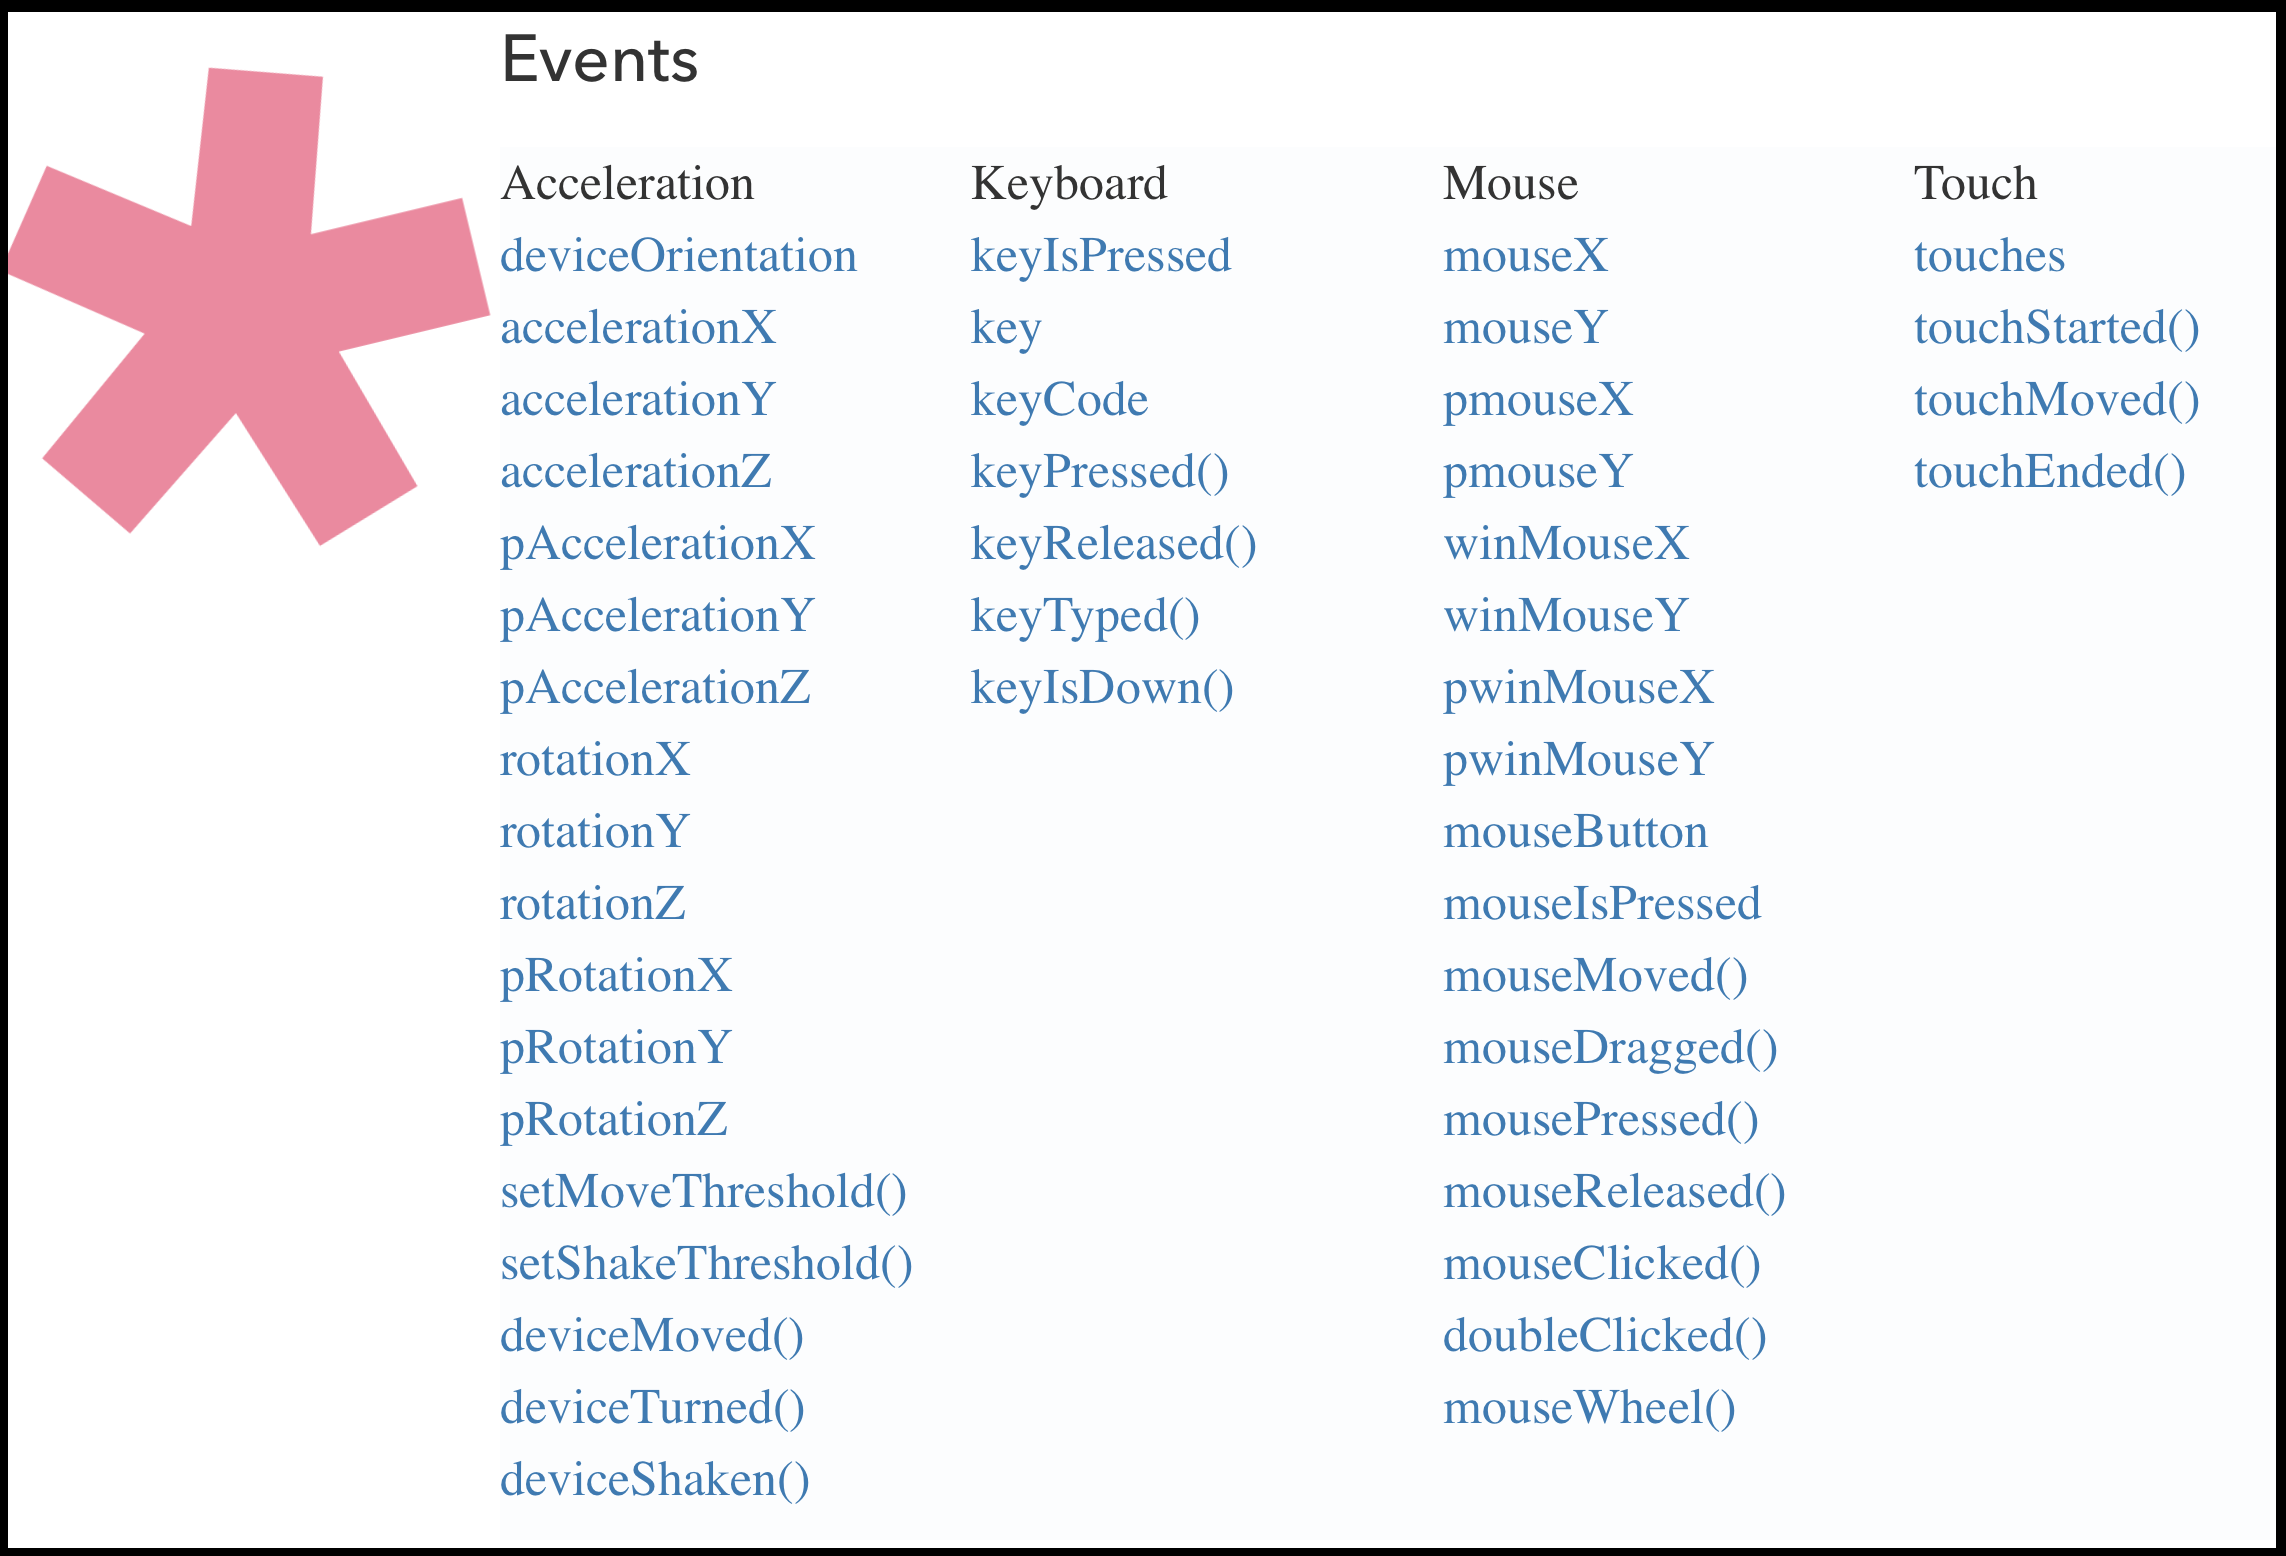 Events
Acceleration
deviceOrientation
accelerationX
accelerationY
accelerationZ
pAccelerationX
pAccelerationY
pAccelerationZ
rotationX
rotationY
rotationZ
pRotationX
pRotationY
pRotationZ
setMoveThreshold()
setShakeThreshold()
deviceMoved()
deviceTurned()
deviceShaken()
Keyboard
keyIsPressed
key
keyCode
keyPressed()
keyReleased()
keyTyped()
keyIsDown()
Mouse
mouseX
mouseY
pmouseX
pmouseY
winMouseX
winMouseY
pwinMouseX
pwinMouseY
mouseButton
mouseIsPressed
mouseMoved()
mouseDragged()
mousePressed()
mouseReleased()
mouseClicked()
doubleClicked()
mouseWheel()
Touch
touches
touchStarted()
touchMoved()
touchEnded()